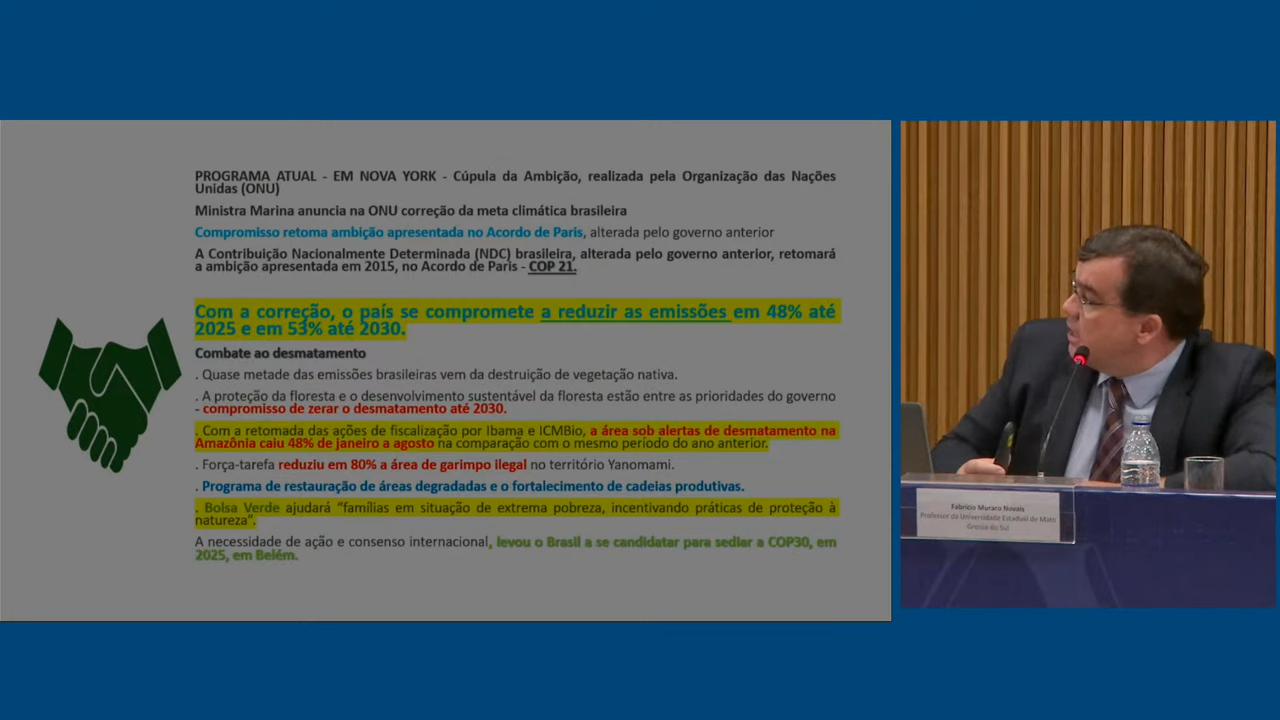 PROGRAMA ATUAL - EM NOVA YORK - Cúpula da Ambição, realizada pela Organização das Nações
Unidas (ONU)
Ministra Marina anuncia na ONU correção da meta climática brasileira
Compromisso retoma ambição apresentada no Acordo de Paris, alterada pelo governo anterior
A Contribuição Nacionalmente Determinada (NDC) brasileira, alterada pelo governo anterior, retomará
a ambição apresentada em 2015, no Acordo de Paris - COP 21.
Com a correção, o país se compromete a reduzir as emissões em 48% até
2025 e em 53% até 2030.
Combate ao desmatamento
. Quase metade das emissões brasileiras vem da destruição de vegetação nativa.
. A proteção da floresta e o desenvolvimento sustentável da floresta estão entre as prioridades do governo
- compromisso de zerar o desmatamento até 2030.
. Com a retomada das ações de fiscalização por Ibama e ICMBio, a área sob alertas de desmatamento na
Amazônia caiu 48% de janeiro a agosto na comparação com o mesmo período do ano anterior.
. Força-tarefa reduziu em 80% a área de garimpo ilegal no território Yanomami.
. Programa de restauração de áreas degradadas e o fortalecimento de cadeias produtivas.
. Bolsa Verde ajudará “famílias em situação de extrema pobreza, incentivando práticas de proteção à
natureza”.
A necessidade de ação e consenso internacional, levou o Brasil a se candidatar para sediar a COP30, em
2025, em Belém.
Fabrício Muraro Novais
Professor da Universidade Estadual de Mato
Grosso do Sul